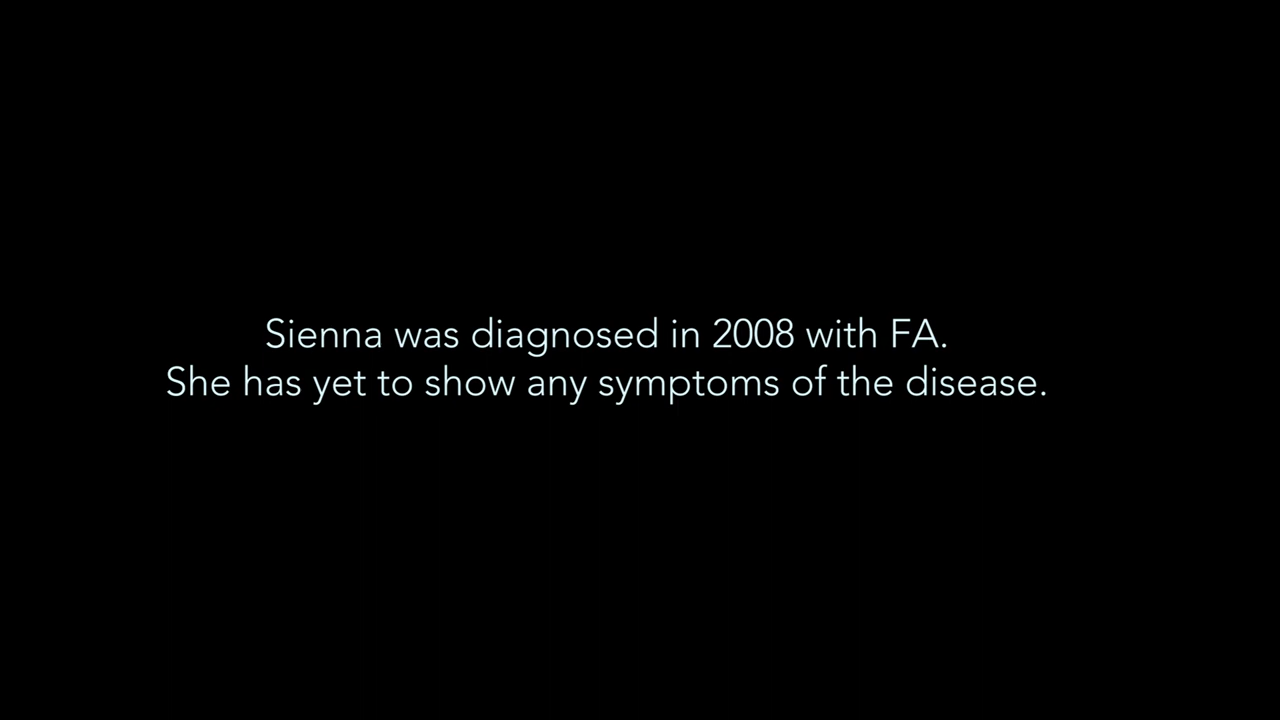 Sienna was diagnosed in 2008 with FA.
She has yet to show any symptoms of the disease.